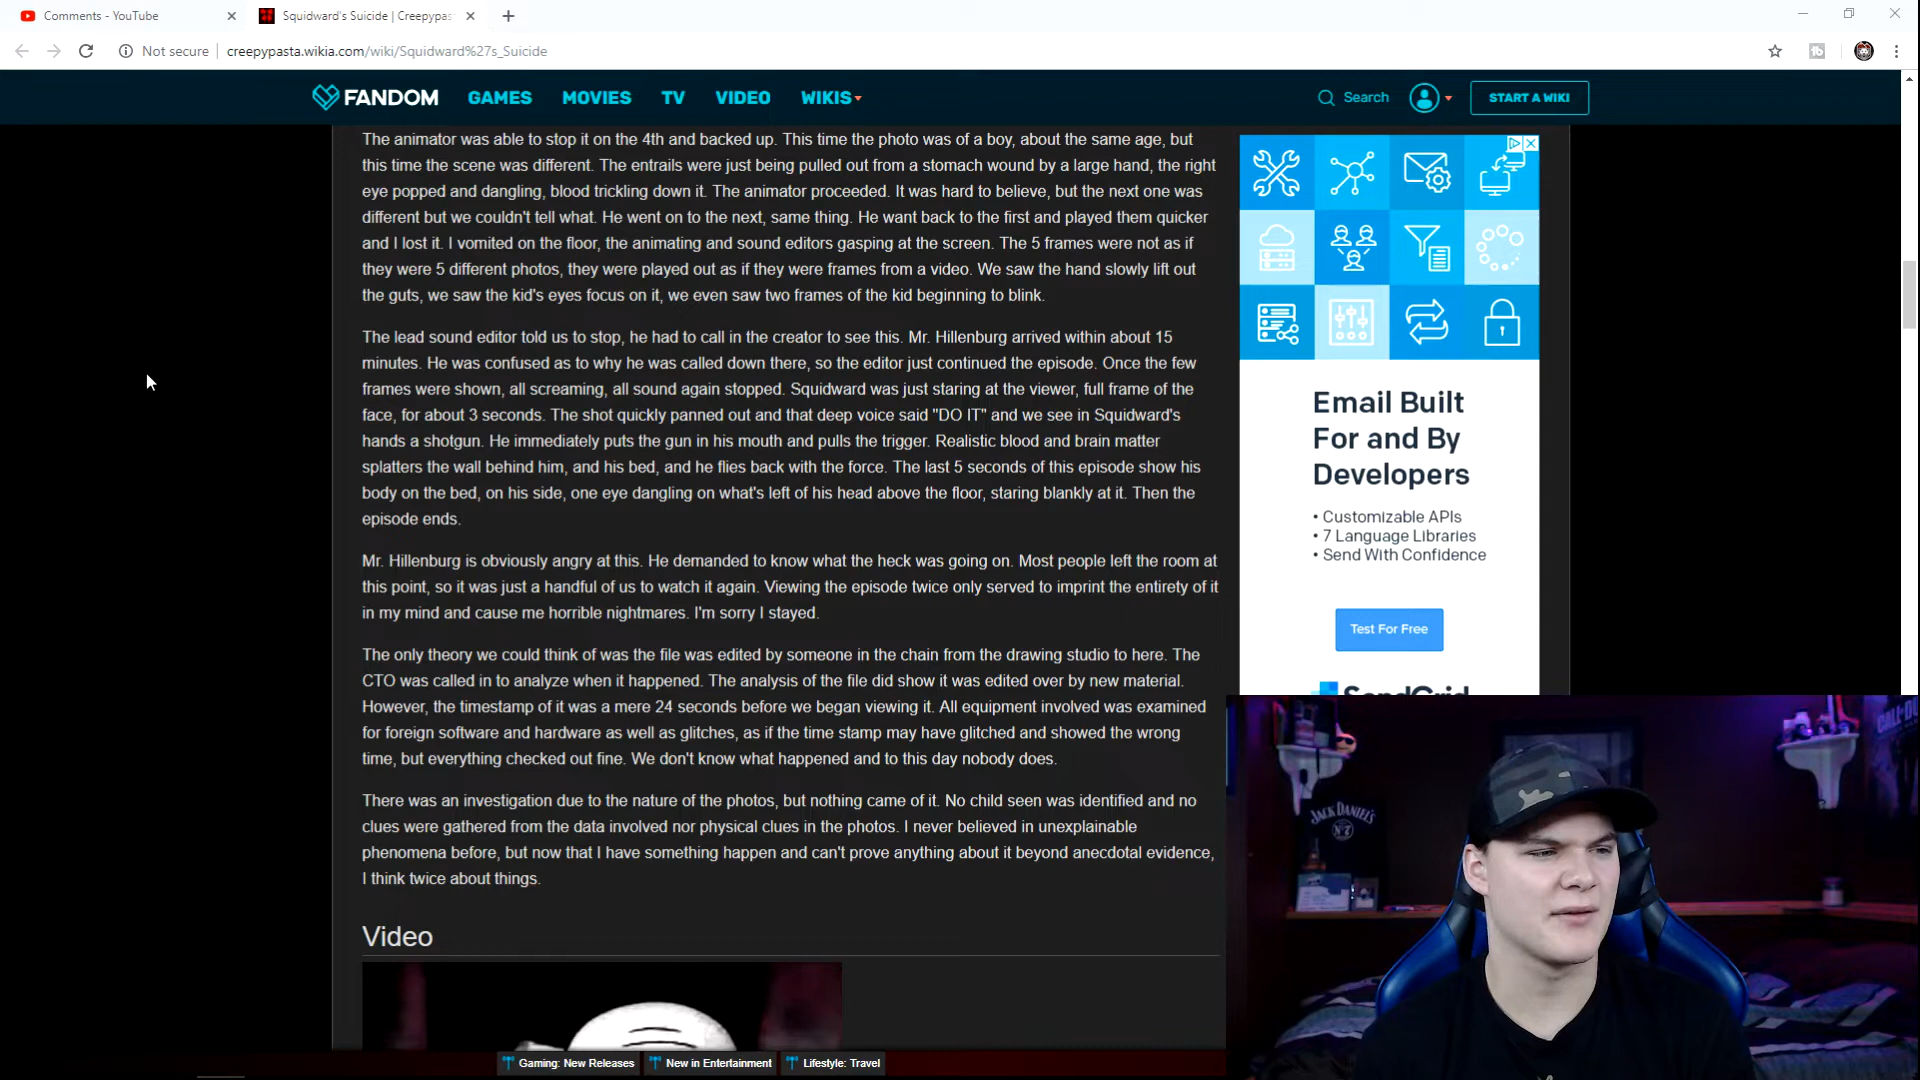 Comments - YouTube
Squidward's Suicide | Creepypas
Not secure
creepypasta.wikia.com/wiki/Squidward%27s_Suicide
FANDOM
GAMES
MOVIES
TV
VIDEO
WIKIS
Search
START A WIKI
The animator was able to stop it on the 4th and backed up. This time the photo was of a boy, about the same age, but
this time the scene was different. The entrails were just being pulled out from a stomach wound by a large hand, the right
eye popped and dangling, blood trickling down it. The animator proceeded. It was hard to believe, but the next one was
different but we couldn't tell what. He went on to the next, same thing. He want back to the first and played them quicker
and I lost it. I vomited on the floor, the animating and sound editors gasping at the screen. The 5 frames were not as if
they were 5 different photos, they were played out as if they were frames from a video. We saw the hand slowly lift out
the guts, we saw the kid's eyes focus on it, we even saw two frames of the kid beginning to blink.
The lead sound editor told us to stop, he had to call in the creator to see this. Mr. Hillenburg arrived within about 15
minutes. He was confused as to why he was called down there, so the editor just continued the episode. Once the few
frames were shown, all screaming, all sound again stopped. Squidward was just staring at the viewer, full frame of the
face, for about 3 seconds. The shot quickly panned out and that deep voice said "DO IT" and we see in Squidward's
hands a shotgun. He immediately puts the gun in his mouth and pulls the trigger. Realistic blood and brain matter
splatters the wall behind him, and his bed, and he flies back with the force. The last 5 seconds of this episode show his
body on the bed, on his side, one eye dangling on what's left of his head above the floor, staring blankly at it. Then the
episode ends.
Mr. Hillenburg is obviously angry at this. He demanded to know what the heck was going on. Most people left the room at
this point, so it was just a handful of us to watch it again. Viewing the episode twice only served to imprint the entirety of it
in my mind and cause me horrible nightmares. I'm sorry I stayed.
The only theory we could think of was the file was edited by someone in the chain from the drawing studio to here. The
CTO was called in to analyze when it happened. The analysis of the file did show it was edited over by new material.
However, the timestamp of it was a mere 24 seconds before we began viewing it. All equipment involved was examined
for foreign software and hardware as well as glitches, as if the time stamp may have glitched and showed the wrong
time, but everything checked out fine. We don't know what happened and to this day nobody does.
There was an investigation due to the nature of the photos, but nothing came of it. No child seen was identified and no
clues were gathered from the data involved nor physical clues in the photos. I never believed in unexplainable
phenomena before, but now that I have something happen and can't prove anything about it beyond anecdotal evidence,
I think twice about things.
Video
Email Built
For and By
Developers
• Customizable APIs
• 7 Language Libraries
• Send With Confidence
Test For Free
SendGrid
JACK DANIEL'S
Gaming: New Releases
New in Entertainment
Lifestyle: Travel